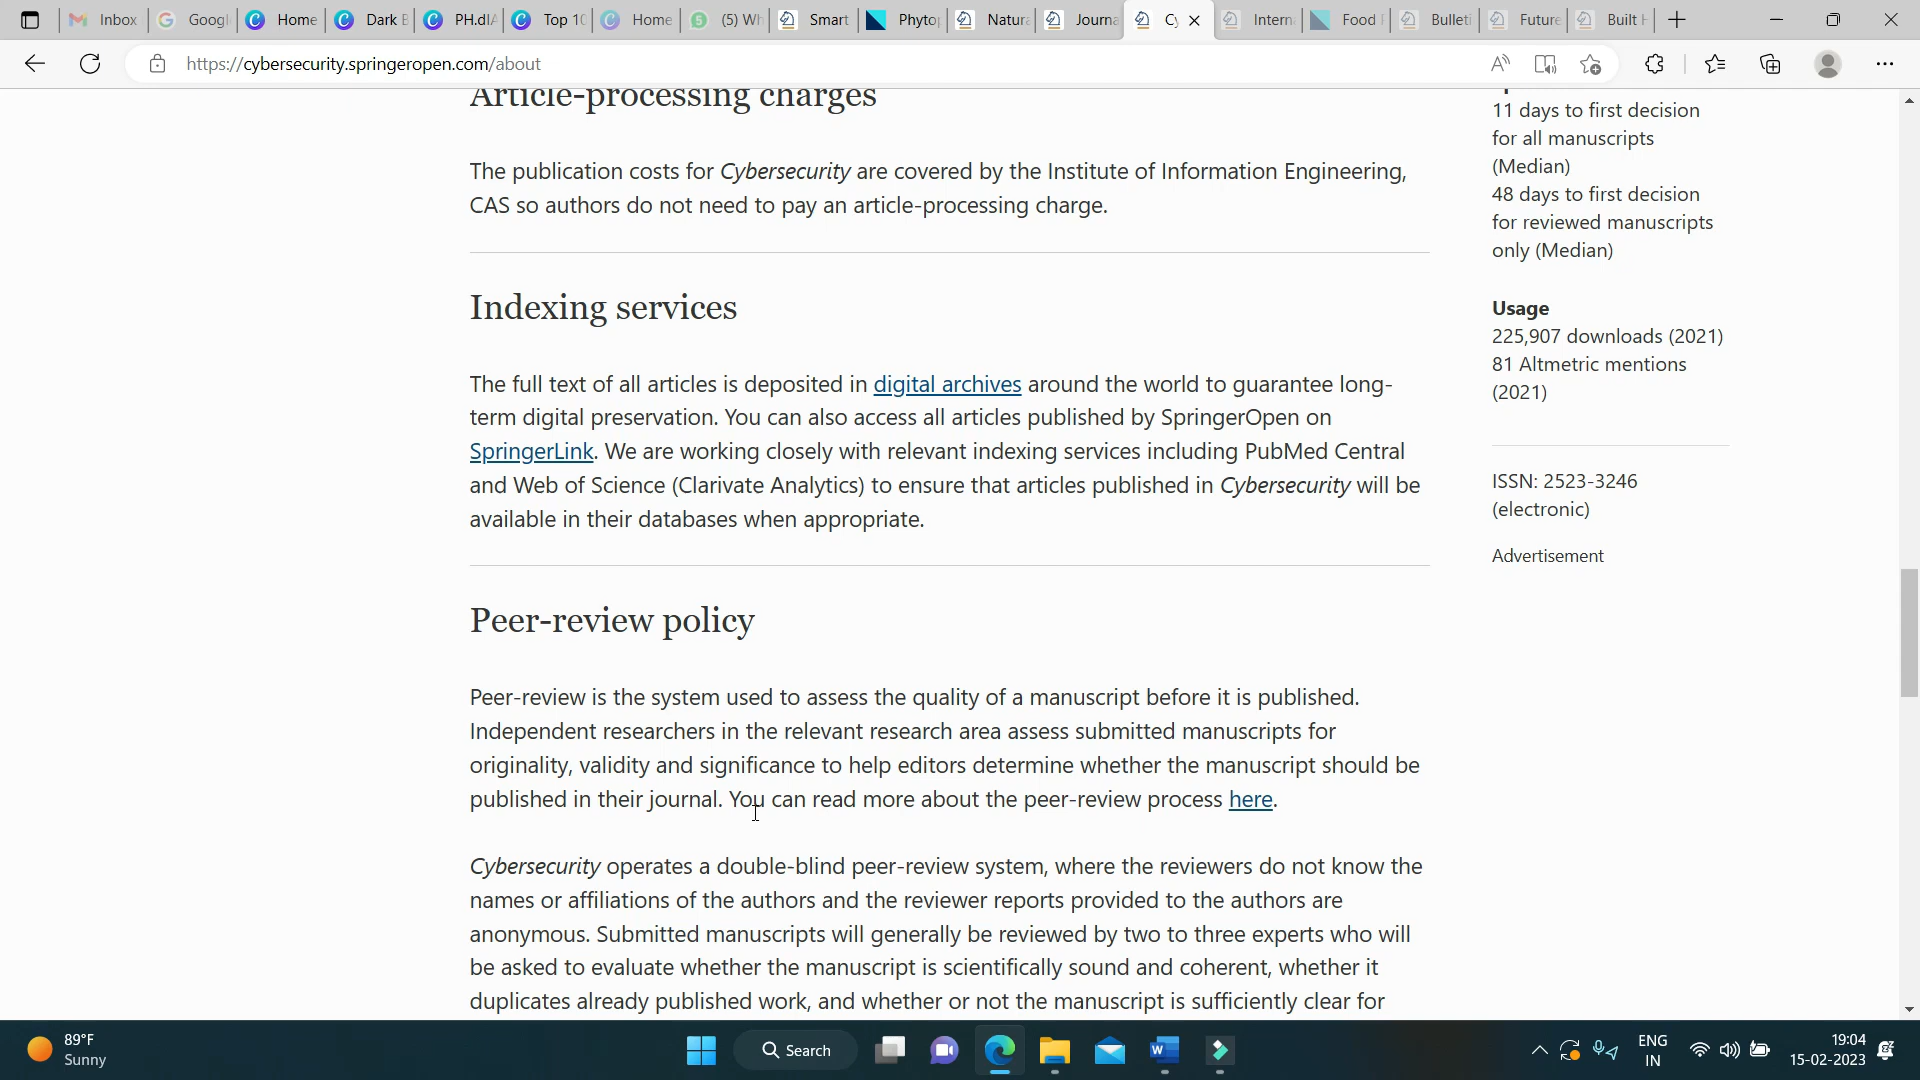 Inbox
Googl
Home
Dark B
PH.dIA
Top 10
Home
(5) Wh
Smart
Phytop
Natura
Journa
Cy
Intern
Food P
Bulleti
Future
Built H
https://cybersecurity.springeropen.com/about
Article-processing charges
The publication costs for Cybersecurity are covered by the Institute of Information Engineering,
CAS so authors do not need to pay an article-processing charge.
Indexing services
The full text of all articles is deposited in digital archives around the world to guarantee long-
term digital preservation. You can also access all articles published by SpringerOpen on
SpringerLink. We are working closely with relevant indexing services including PubMed Central
and Web of Science (Clarivate Analytics) to ensure that articles published in Cybersecurity will be
available in their databases when appropriate.
Peer-review policy
Peer-review is the system used to assess the quality of a manuscript before it is published.
Independent researchers in the relevant research area assess submitted manuscripts for
originality, validity and significance to help editors determine whether the manuscript should be
published in their journal. You can read more about the peer-review process here.
Cybersecurity operates a double-blind peer-review system, where the reviewers do not know the
names or affiliations of the authors and the reviewer reports provided to the authors are
anonymous. Submitted manuscripts will generally be reviewed by two to three experts who will
be asked to evaluate whether the manuscript is scientifically sound and coherent, whether it
duplicates already published work, and whether or not the manuscript is sufficiently clear for
11 days to first decision
for all manuscripts
(Median)
48 days to first decision
for reviewed manuscripts
only (Median)
Usage
225,907 downloads (2021)
81 Altmetric mentions
(2021)
ISSN: 2523-3246
(electronic)
Advertisement
89°F
Sunny
Search
ENG
IN
19:04
15-02-2023